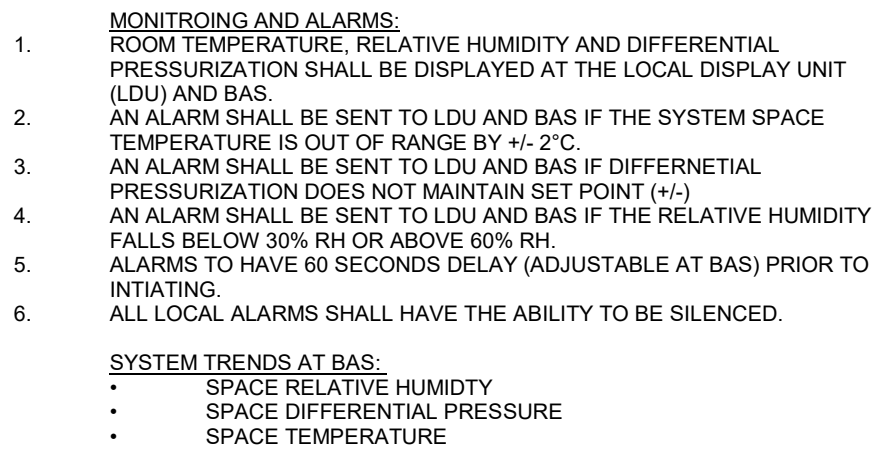 MONITROING AND ALARMS:
1. ROOM TEMPERATURE, RELATIVE HUMIDITY AND DIFFERENTIAL
PRESSURIZATION SHALL BE DISPLAYED AT THE LOCAL DISPLAY UNIT
(LDU) AND BAS.
2. AN ALARM SHALL BE SENT TO LDU AND BAS IF THE SYSTEM SPACE
TEMPERATURE IS OUT OF RANGE BY +/- 2°C.
3. AN ALARM SHALL BE SENT TO LDU AND BAS IF DIFFERNETIAL
PRESSURIZATION DOES NOT MAINTAIN SET POINT (+/-)
4. AN ALARM SHALL BE SENT TO LDU AND BAS IF THE RELATIVE HUMIDITY
FALLS BELOW 30% RH OR ABOVE 60% RH.
5. ALARMS TO HAVE 60 SECONDS DELAY (ADJUSTABLE AT BAS) PRIOR TO
INTIATING.
6. ALL LOCAL ALARMS SHALL HAVE THE ABILITY TO BE SILENCED.
SYSTEM TRENDS AT BAS:
• SPACE RELATIVE HUMIDTY
• SPACE DIFFERENTIAL PRESSURE
• SPACE TEMPERATURE